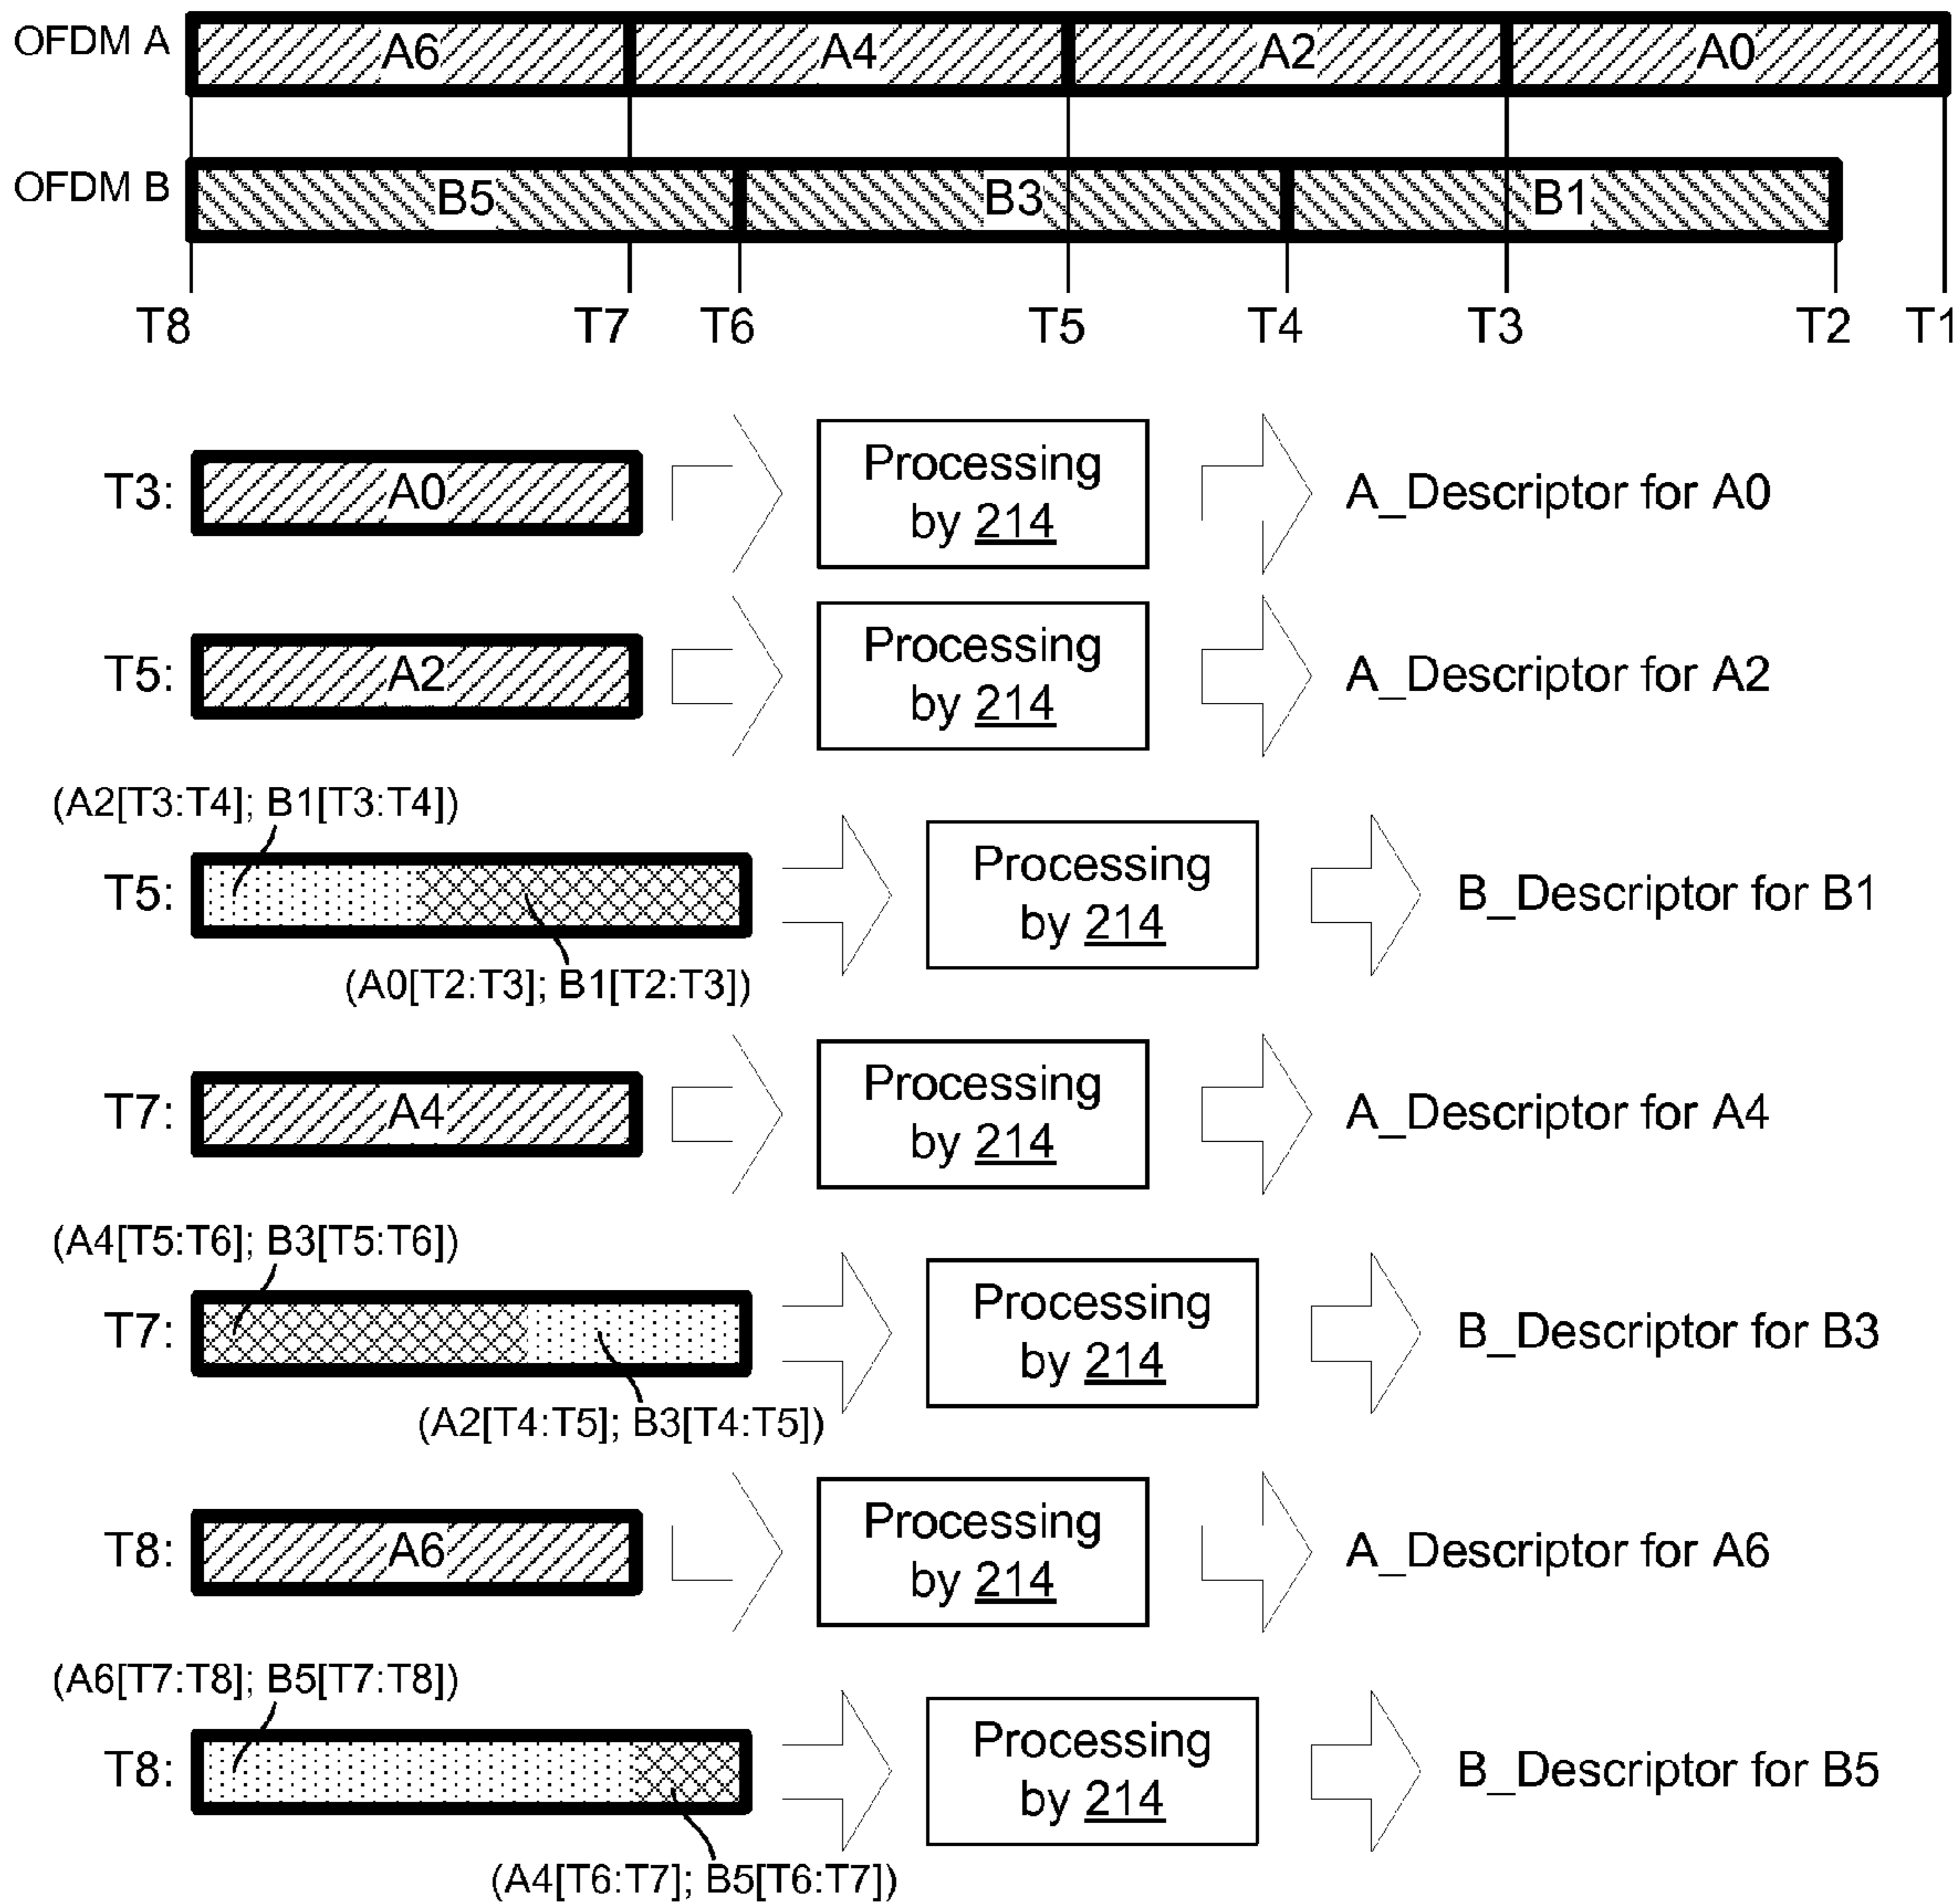 OFDM A A6 A4 A2 A0
OFDM B B5 B3 B1
T8 T7 T6 T5 T4 T3 T2 T1
T3: A0 Processing by 214 A_Descriptor for A0
T5: A2 Processing by 214 A_Descriptor for A2
(A2[T3:T4]; B1[T3:T4])
T5: Processing by 214 B_Descriptor for B1
(A0[T2:T3]; B1[T2:T3])
T7: A4 Processing by 214 A_Descriptor for A4
(A4[T5:T6]; B3[T5:T6])
T7: Processing by 214 B_Descriptor for B3
(A2[T4:T5]; B3[T4:T5])
T8: A6 Processing by 214 A_Descriptor for A6
(A6[T7:T8]; B5[T7:T8])
T8: Processing by 214 B_Descriptor for B5
(A4[T6:T7]; B5[T6:T7])